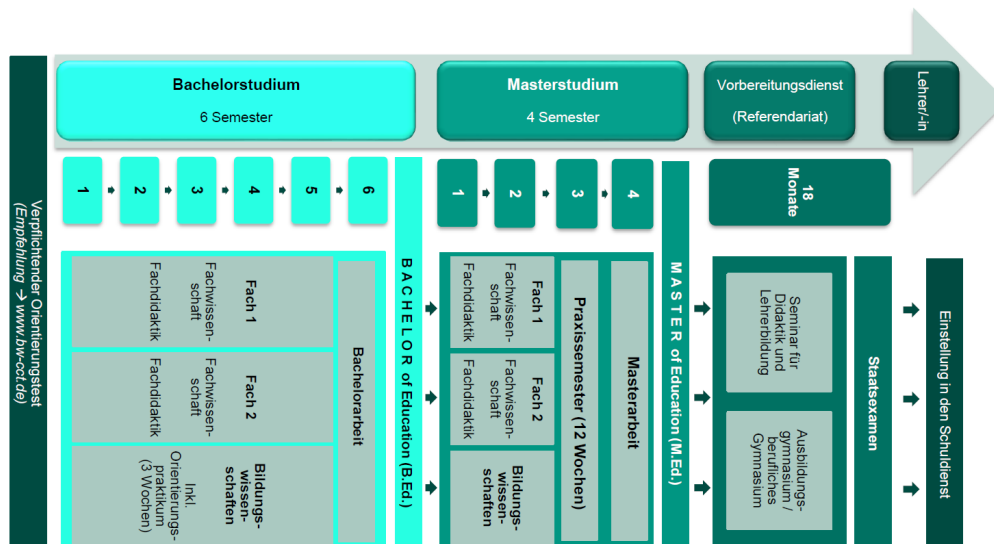 Verpflichtender Orientierungstest
(Empfehlung → www.bw-cct.de)
Bachelorstudium
6 Semester
Masterstudium
4 Semester
Vorbereitungsdienst
(Referendariat)
Lehrer/-in
1
2
3
4
5
6
1
2
3
4
18
Monate
Fach 1
Fachwissen-
schaft
Fachdidaktik
Fach 2
Fachwissen-
schaft
Fachdidaktik
Bildungs-
wissen-
schaften
Inkl.
Orientierungs-
praktikum
(3 Wochen)
Bachelorarbeit
BACHELOR of Education (B.Ed.)
Fach 1
Fachwissen-
schaft
Fachdidaktik
Fach 2
Fachwissen-
schaft
Fachdidaktik
Bildungs-
wissen-
schaften
Praxissemester (12 Wochen)
Masterarbeit
MASTER of Education (M.Ed.)
Seminar für
Didaktik und
Lehrerbildung
Ausbildungs-
gymnasium /
berufliches
Gymnasium
Staatsexamen
Einstellung in den Schuldienst